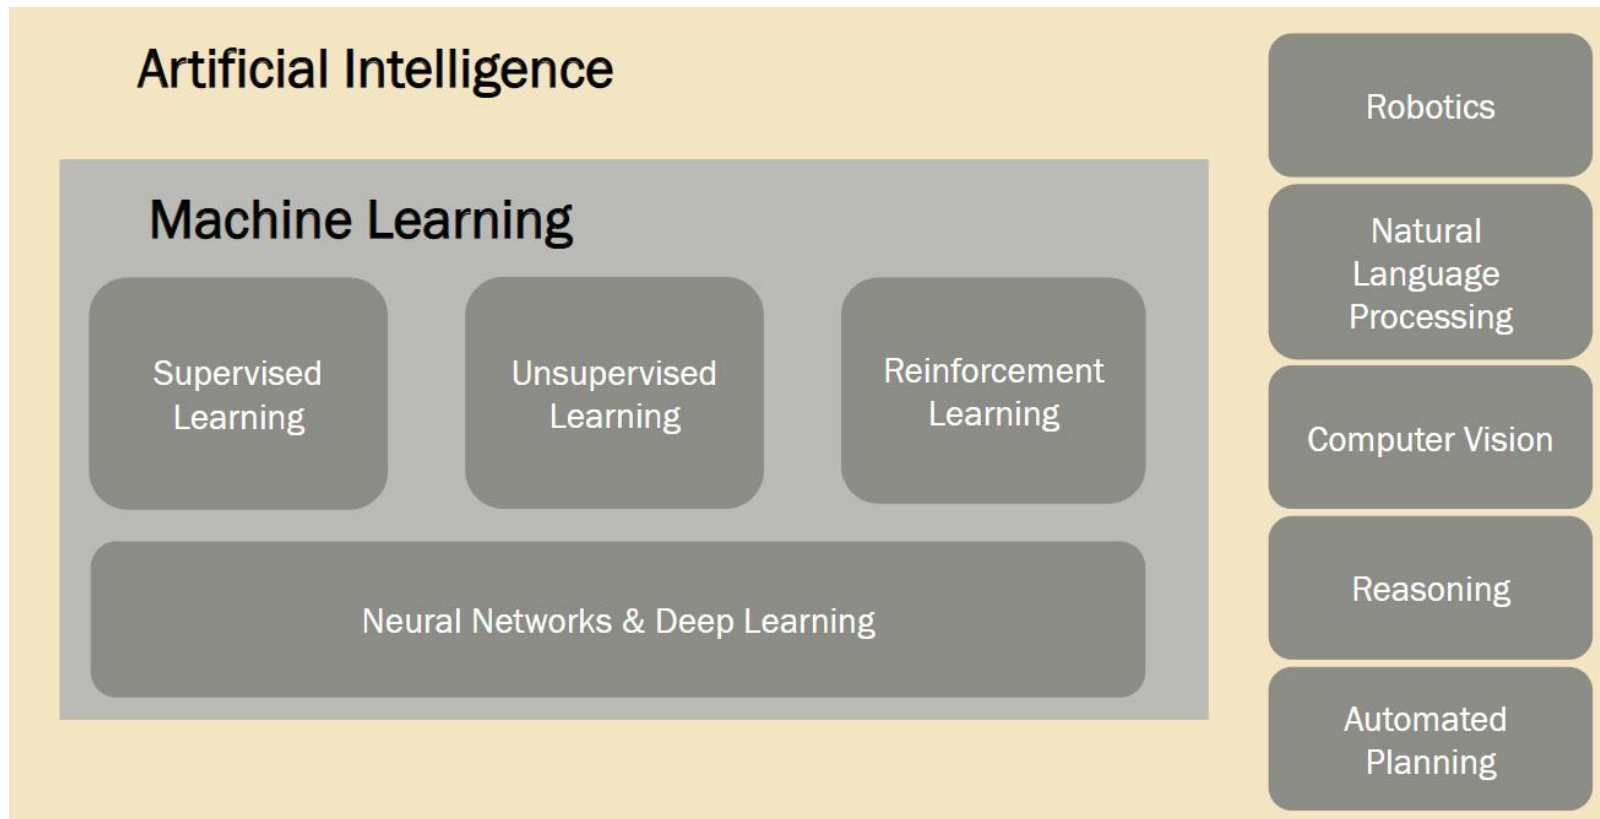 Artificial Intelligence
Machine Learning
Supervised
Learning
Unsupervised
Learning
Reinforcement
Learning
Neural Networks & Deep Learning
Robotics
Natural
Language
Processing
Computer Vision
Reasoning
Automated
Planning